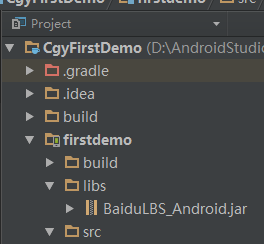 CgyFirstDemo firstdemo src
Project
CgyFirstDemo (D:\AndroidStudio
.gradle
.idea
build
firstdemo
build
libs
BaiduLBS_Android.jar
src